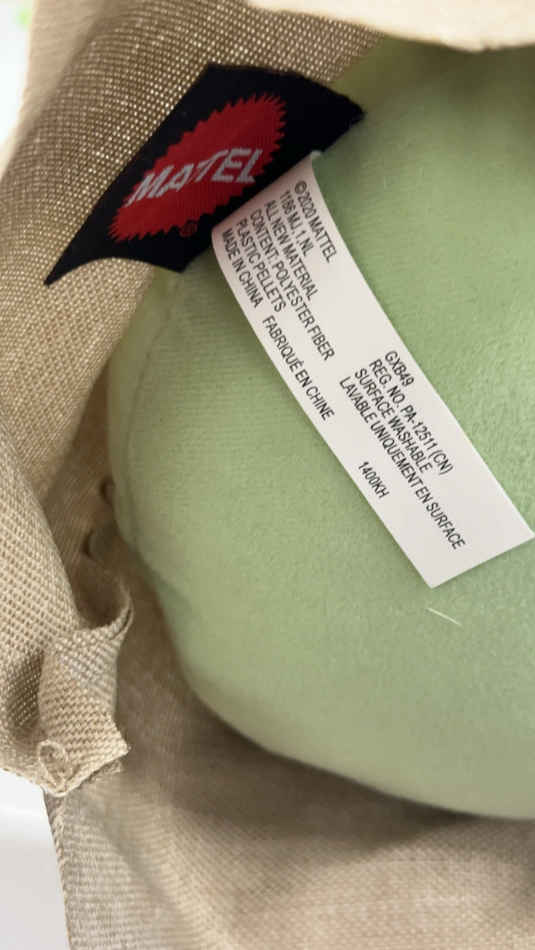 MATTEL
®
©2020 MATTEL
1186 MJ, 1, NL
ALL NEW MATERIAL
CONTENT: POLYESTER FIBER
PLASTIC PELLETS
MADE IN CHINA FABRIQUÉ EN CHINE
GXB49
REG. NO. PA-12511 (CN)
SURFACE WASHABLE
LAVABLE UNIQUEMENT EN SURFACE
1400KH